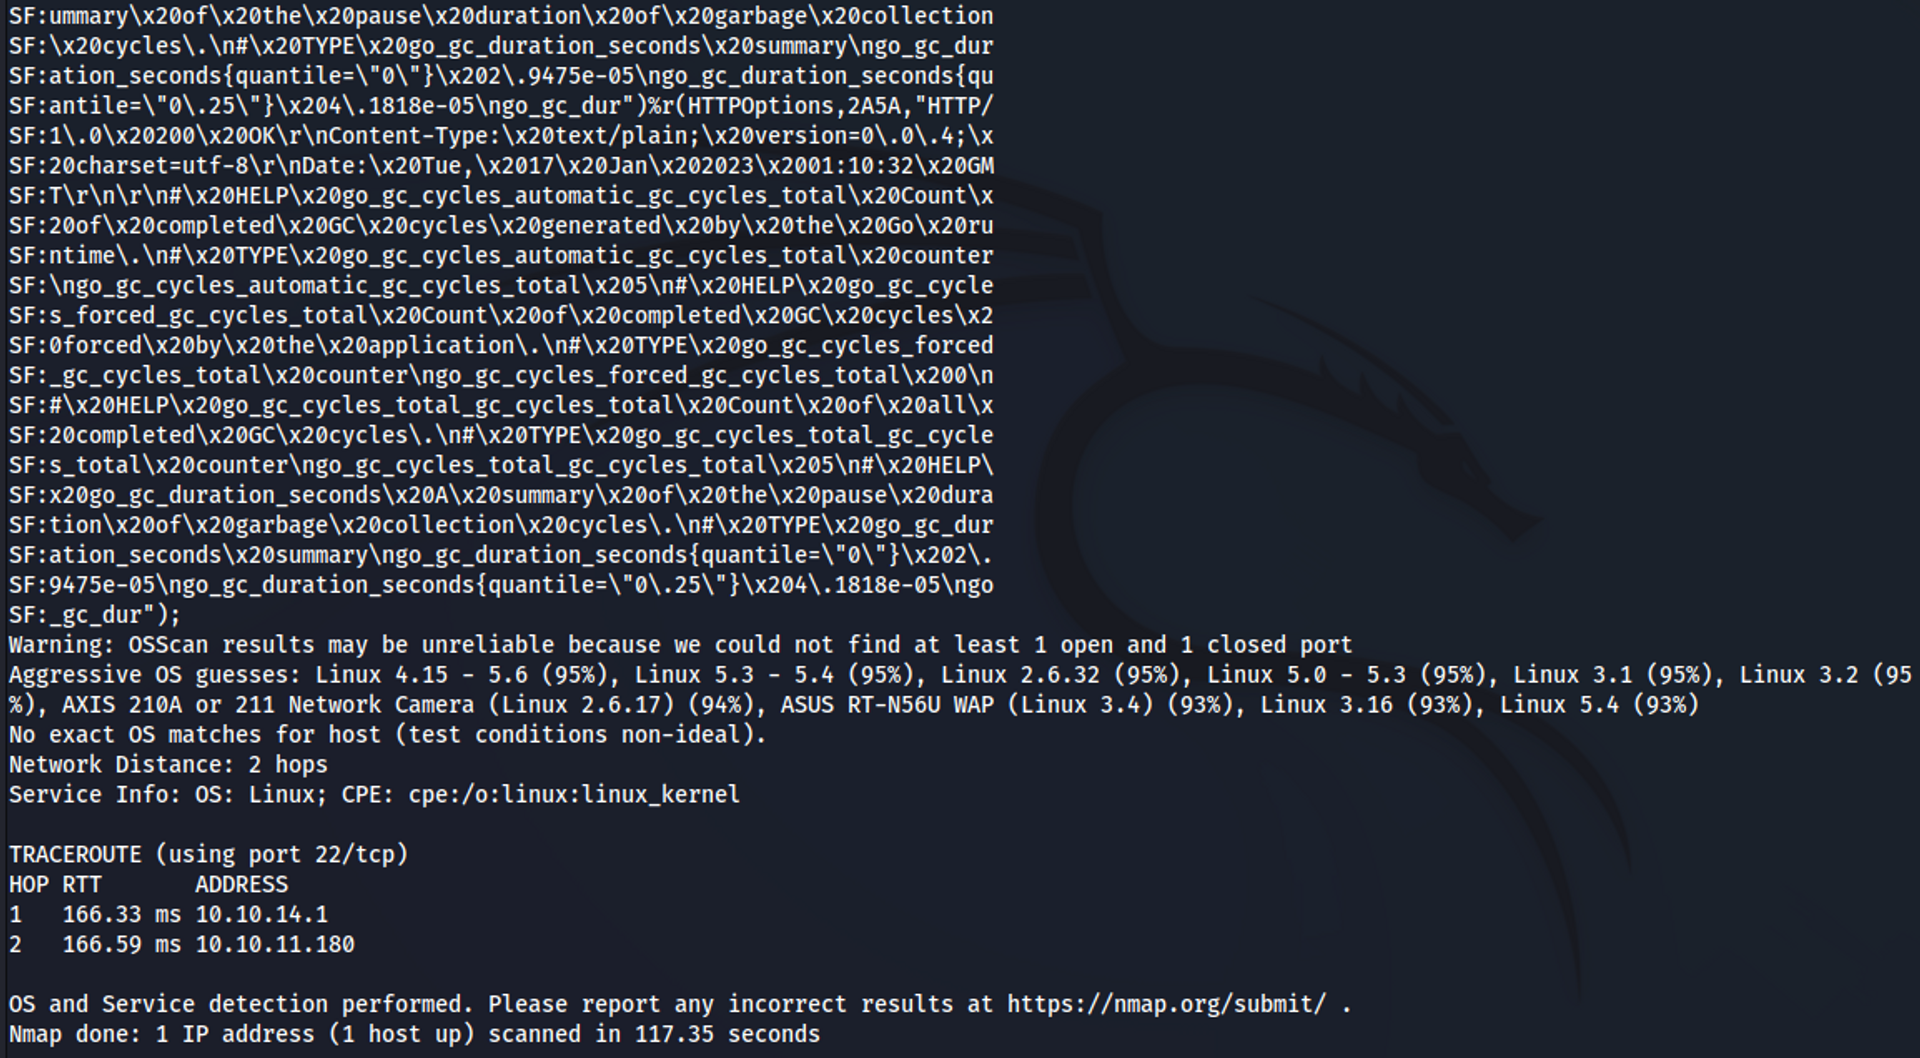 SF:ummary\x20of\x20the\x20pause\x20duration\x20of\x20garbage\x20collection
SF:\x20cycles\.\n#\x20TYPE\x20go_gc_duration_seconds\x20summary\ngo_gc_dur
SF:ation_seconds{quantile=\"0\"}\x202\.9475e-05\ngo_gc_duration_seconds{qu
SF:antile=\"0\.25\"}\x204\.1818e-05\ngo_gc_dur")%r(HTTPOptions,2A5A,"HTTP/
SF:1\.0\x20200\x20OK\r\nContent-Type:\x20text/plain;\x20version=0\.0\.4;\x
SF:20charset=utf-8\r\nDate:\x20Tue,\x2017\x20Jan\x202023\x2001:10:32\x20GM
SF:T\r\n\r\n#\x20HELP\x20go_gc_cycles_automatic_gc_cycles_total\x20Count\x
SF:20of\x20completed\x20GC\x20cycles\x20generated\x20by\x20the\x20Go\x20ru
SF:ntime\.\n#\x20TYPE\x20go_gc_cycles_automatic_gc_cycles_total\x20counter
SF:\ngo_gc_cycles_automatic_gc_cycles_total\x205\n#\x20HELP\x20go_gc_cycle
SF:s_forced_gc_cycles_total\x20Count\x20of\x20completed\x20GC\x20cycles\x2
SF:0forced\x20by\x20the\x20application\.\n#\x20TYPE\x20go_gc_cycles_forced
SF:_gc_cycles_total\x20counter\ngo_gc_cycles_forced_gc_cycles_total\x200\n
SF:#\x20HELP\x20go_gc_cycles_total_gc_cycles_total\x20Count\x20of\x20all\x
SF:20completed\x20GC\x20cycles\.\n#\x20TYPE\x20go_gc_cycles_total_gc_cycle
SF:s_total\x20counter\ngo_gc_cycles_total_gc_cycles_total\x205\n#\x20HELP\
SF:x20go_gc_duration_seconds\x20A\x20summary\x20of\x20the\x20pause\x20dura
SF:tion\x20of\x20garbage\x20collection\x20cycles\.\n#\x20TYPE\x20go_gc_dur
SF:ation_seconds\x20summary\ngo_gc_duration_seconds{quantile=\"0\"}\x202\.
SF:9475e-05\ngo_gc_duration_seconds{quantile=\"0\.25\"}\x204\.1818e-05\ngo
SF:_gc_dur");
Warning: OSScan results may be unreliable because we could not find at least 1 open and 1 closed port
Aggressive OS guesses: Linux 4.15 - 5.6 (95%), Linux 5.3 - 5.4 (95%), Linux 2.6.32 (95%), Linux 5.0 - 5.3 (95%), Linux 3.1 (95%), Linux 3.2 (95
%), AXIS 210A or 211 Network Camera (Linux 2.6.17) (94%), ASUS RT-N56U WAP (Linux 3.4) (93%), Linux 3.16 (93%), Linux 5.4 (93%)
No exact OS matches for host (test conditions non-ideal).
Network Distance: 2 hops
Service Info: OS: Linux; CPE: cpe:/o:linux:linux_kernel

TRACEROUTE (using port 22/tcp)
HOP RTT       ADDRESS
1   166.33 ms 10.10.14.1
2   166.59 ms 10.10.11.180

OS and Service detection performed. Please report any incorrect results at https://nmap.org/submit/ .
Nmap done: 1 IP address (1 host up) scanned in 117.35 seconds